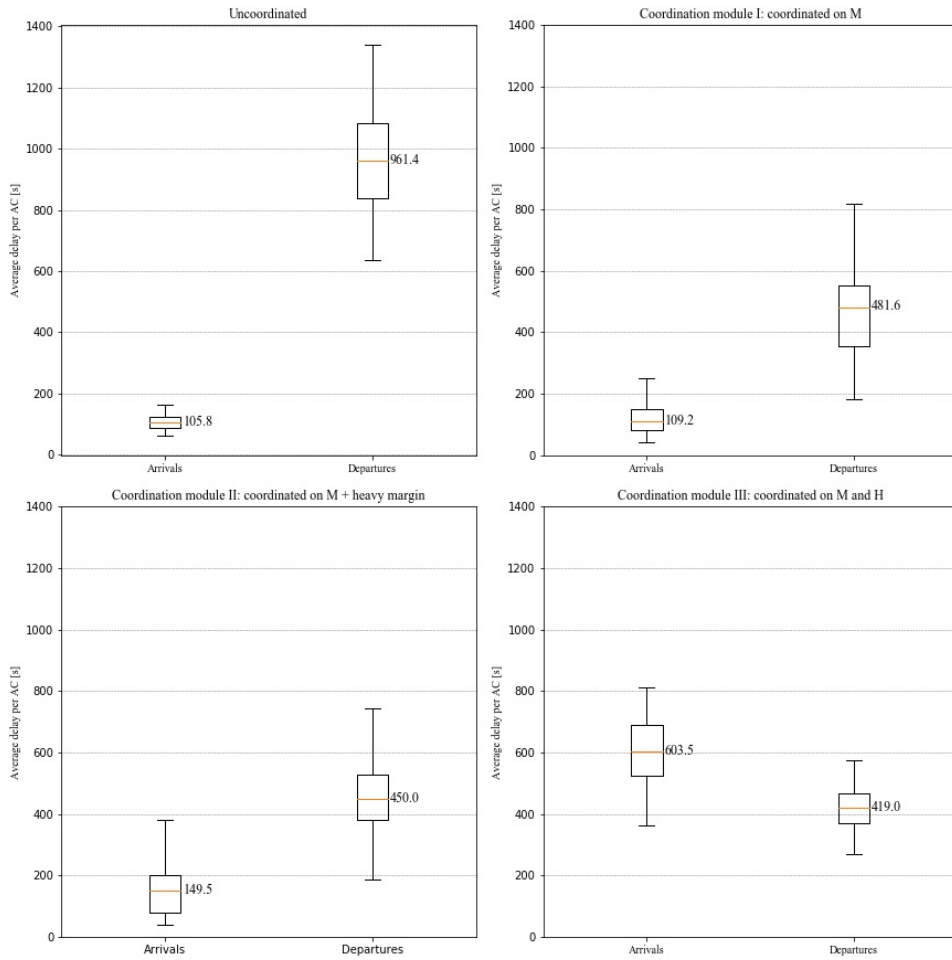 Uncoordinated
Average delay per AC [s]
1400
1200
1000
800
600
400
200
0
961.4
105.8
Arrivals
Departures
Coordination module I: coordinated on M
Average delay per AC [s]
1400
1200
1000
800
600
400
200
0
481.6
109.2
Arrivals
Departures
Coordination module II: coordinated on M + heavy margin
Average delay per AC [s]
1400
1200
1000
800
600
400
200
0
450.0
149.5
Arrivals
Departures
Coordination module III: coordinated on M and H
Average delay per AC [s]
1400
1200
1000
800
600
400
200
0
603.5
419.0
Arrivals
Departures